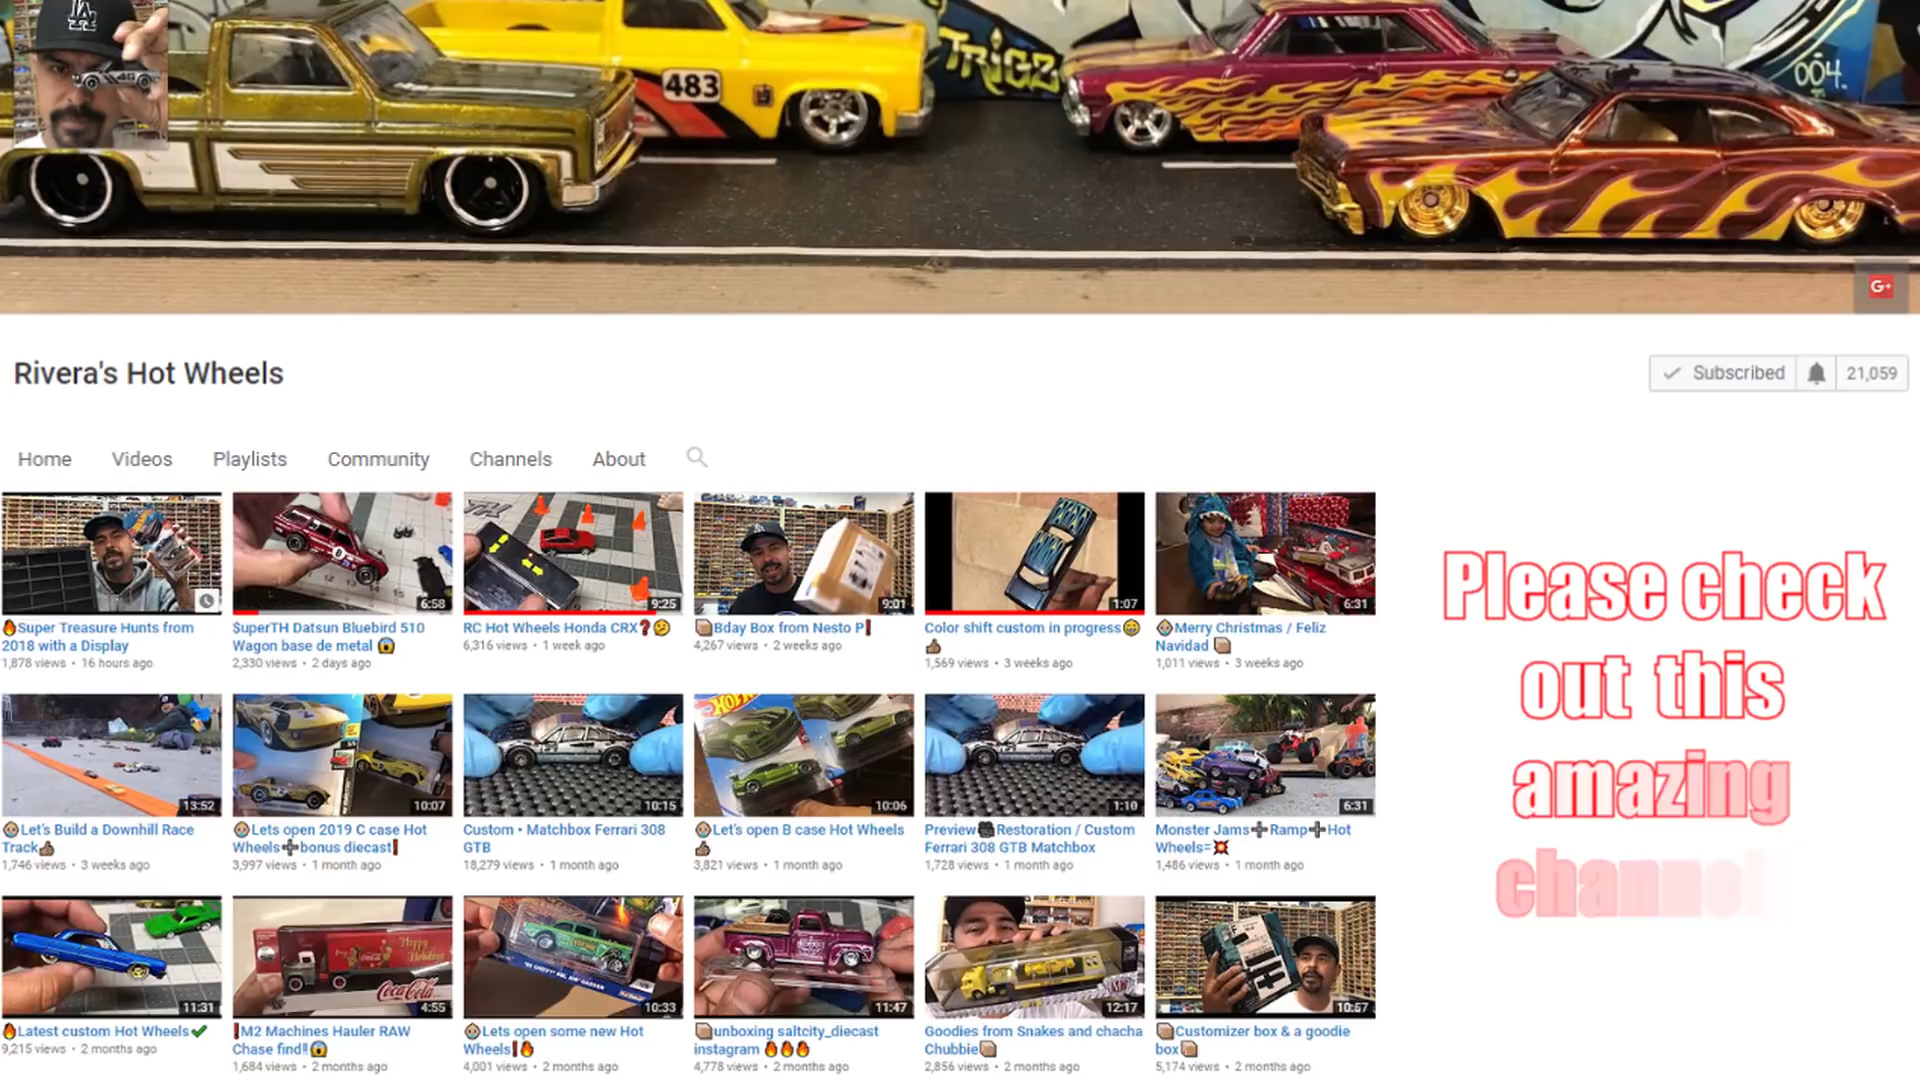 LA
46
483
TRIGZ
004.
G+
Rivera's Hot Wheels
Subscribed
21,059
Home Videos Playlists Community Channels About
6:58
9:25
9:01
1:07
6:31
🔥Super Treasure Hunts from
2018 with a Display
1,878 views • 16 hours ago
$uperTH Datsun Bluebird 510
Wagon base de metal 😱
2,330 views • 2 days ago
RC Hot Wheels Honda CRX❓🤔
6,316 views • 1 week ago
📦Bday Box from Nesto P❗
4,267 views • 2 weeks ago
Color shift custom in progress😁
👍🏽
1,569 views • 3 weeks ago
👶🏼Merry Christmas / Feliz
Navidad 📦
1,011 views • 3 weeks ago
13:52
10:07
10:15
10:06
1:10
6:31
👶🏼Let's Build a Downhill Race
Track👍🏽
1,746 views • 3 weeks ago
👶🏼Lets open 2019 C case Hot
Wheels➕bonus diecast❗
3,997 views • 1 month ago
Custom • Matchbox Ferrari 308
GTB
18,279 views • 1 month ago
👶🏼Let's open B case Hot Wheels
👍🏽
3,821 views • 1 month ago
Preview Restoration / Custom
Ferrari 308 GTB Matchbox
1,728 views • 1 month ago
Monster Jams➕Ramp➕Hot
Wheels=💥
1,486 views • 1 month ago
11:31
Happy
Holidays
Coca-Cola
4:55
10:33
11:47
12:17
10:57
🔥Latest custom Hot Wheels✔
9,215 views • 2 months ago
❗M2 Machines Hauler RAW
Chase find‼😱
1,684 views • 2 months ago
👶🏼Lets open some new Hot
Wheels❗🔥
4,001 views • 2 months ago
📦unboxing saltcity_diecast
instagram 🔥🔥🔥
4,778 views • 2 months ago
Goodies from Snakes and chacha
Chubbie📦
2,856 views • 2 months ago
📦Customizer box & a goodie
box📦
5,174 views • 2 months ago
Please check
out this
amazing
channel